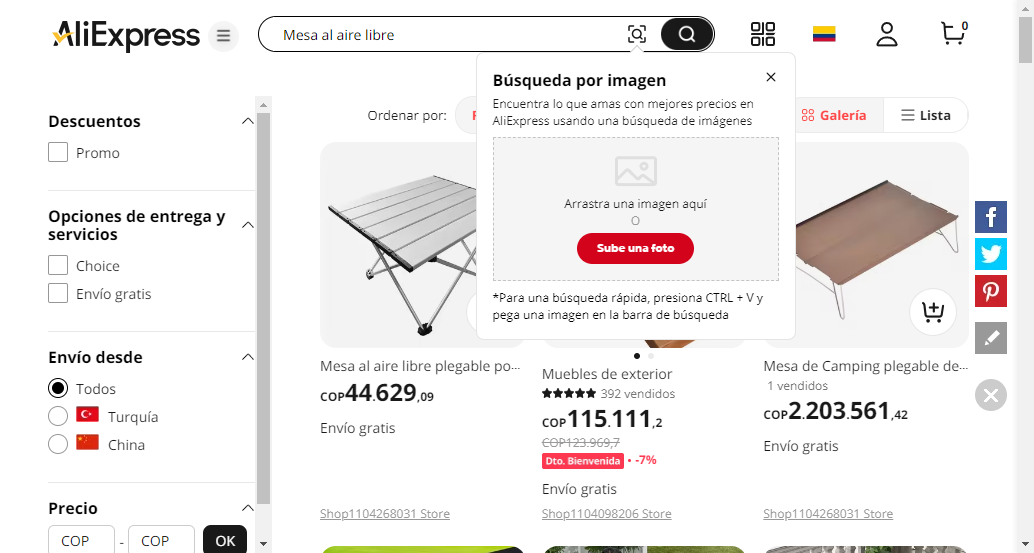 AliExpress
Mesa al aire libre
0
Búsqueda por imagen
Encuentra lo que amas con mejores precios en
AliExpress usando una búsqueda de imágenes
Arrastra una imagen aquí
O
Sube una foto
*Para una búsqueda rápida, presiona CTRL + V y
pega una imagen en la barra de búsqueda
Descuentos
Promo
Opciones de entrega y
servicios
Choice
Envío gratis
Envío desde
Todos
Turquía
China
Precio
COP - COP OK
Ordenar por:
Galería
Lista
Mesa al aire libre plegable po...
COP44.629,09
Envío gratis
Shop1104268031 Store
Muebles de exterior
392 vendidos
COP115.111,2
COP123.969,7
Dto. Bienvenida -7%
Envío gratis
Shop1104098206 Store
Mesa de Camping plegable de...
1 vendidos
COP2.203.561,42
Envío gratis
Shop1104268031 Store